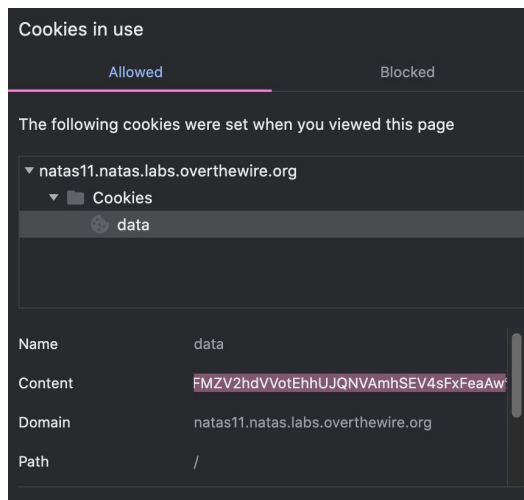 Cookies in use
Allowed Blocked
The following cookies were set when you viewed this page
natas11.natas.labs.overthewire.org
Cookies
data
Name data
Content FMZV2hdVVotEhhUJQNVAmhSEV4sFxFeaAw
Domain natas11.natas.labs.overthewire.org
Path /